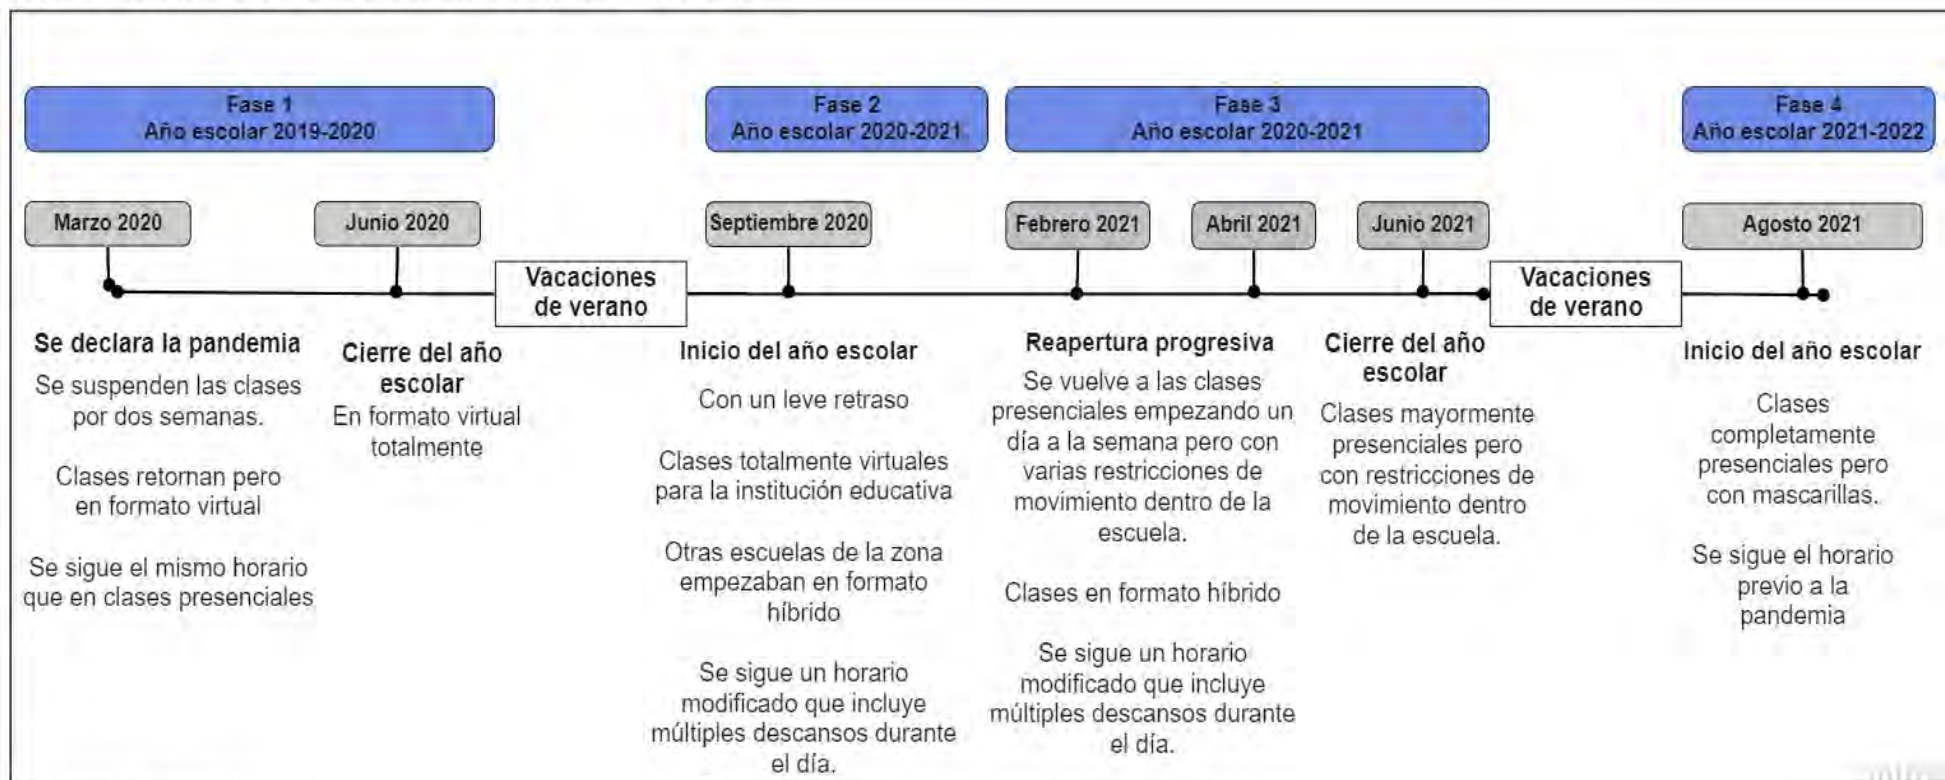 Fase 1
Año escolar 2019-2020
Fase 2
Año escolar 2020-2021
Fase 3
Año escolar 2020-2021
Fase 4
Año escolar 2021-2022
Marzo 2020
Junio 2020
Septiembre 2020
Febrero 2021
Abril 2021
Junio 2021
Agosto 2021
Vacaciones
de verano
Vacaciones
de verano
Se declara la pandemia
Se suspenden las clases
por dos semanas.
Clases retornan pero
en formato virtual
Se sigue el mismo horario
que en clases presenciales
Cierre del año
escolar
En formato virtual
totalmente
Inicio del año escolar
Con un leve retraso
Clases totalmente virtuales
para la institución educativa
Otras escuelas de la zona
empezaban en formato
híbrido
Se sigue un horario
modificado que incluye
múltiples descansos durante
el día.
Reapertura progresiva
Se vuelve a las clases
presenciales empezando un
día a la semana pero con
varias restricciones de
movimiento dentro de la
escuela.
Clases en formato híbrido
Se sigue un horario
modificado que incluye
múltiples descansos durante
el día.
Cierre del año
escolar
Clases mayormente
presenciales pero
con restricciones de
movimiento dentro
de la escuela.
Inicio del año escolar
Clases
completamente
presenciales pero
con mascarillas.
Se sigue el horario
previo a la
pandemia